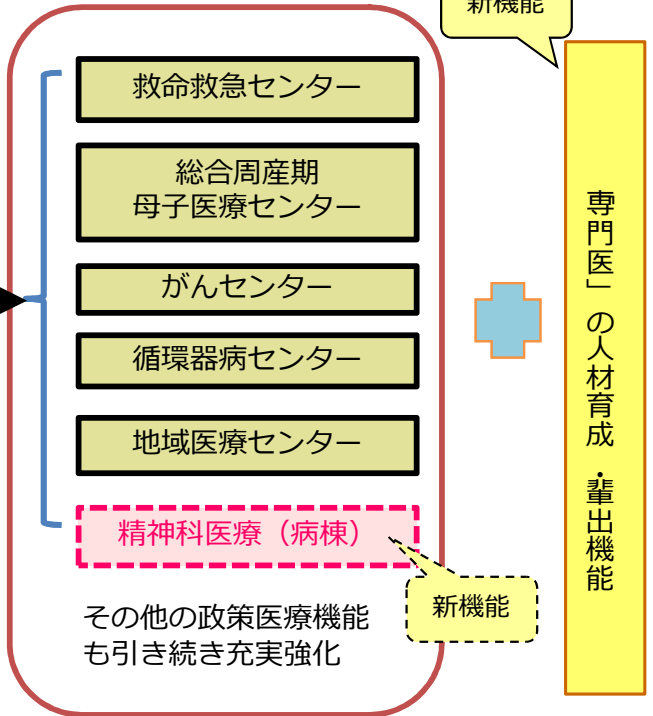 新機能
救命救急センター
総合周産期
母子医療センター
がんセンター
循環器病センター
地域医療センター
精神科医療（病棟）
新機能
その他の政策医療機能
も引き続き充実強化
専門医」の人材育成・輩出機能